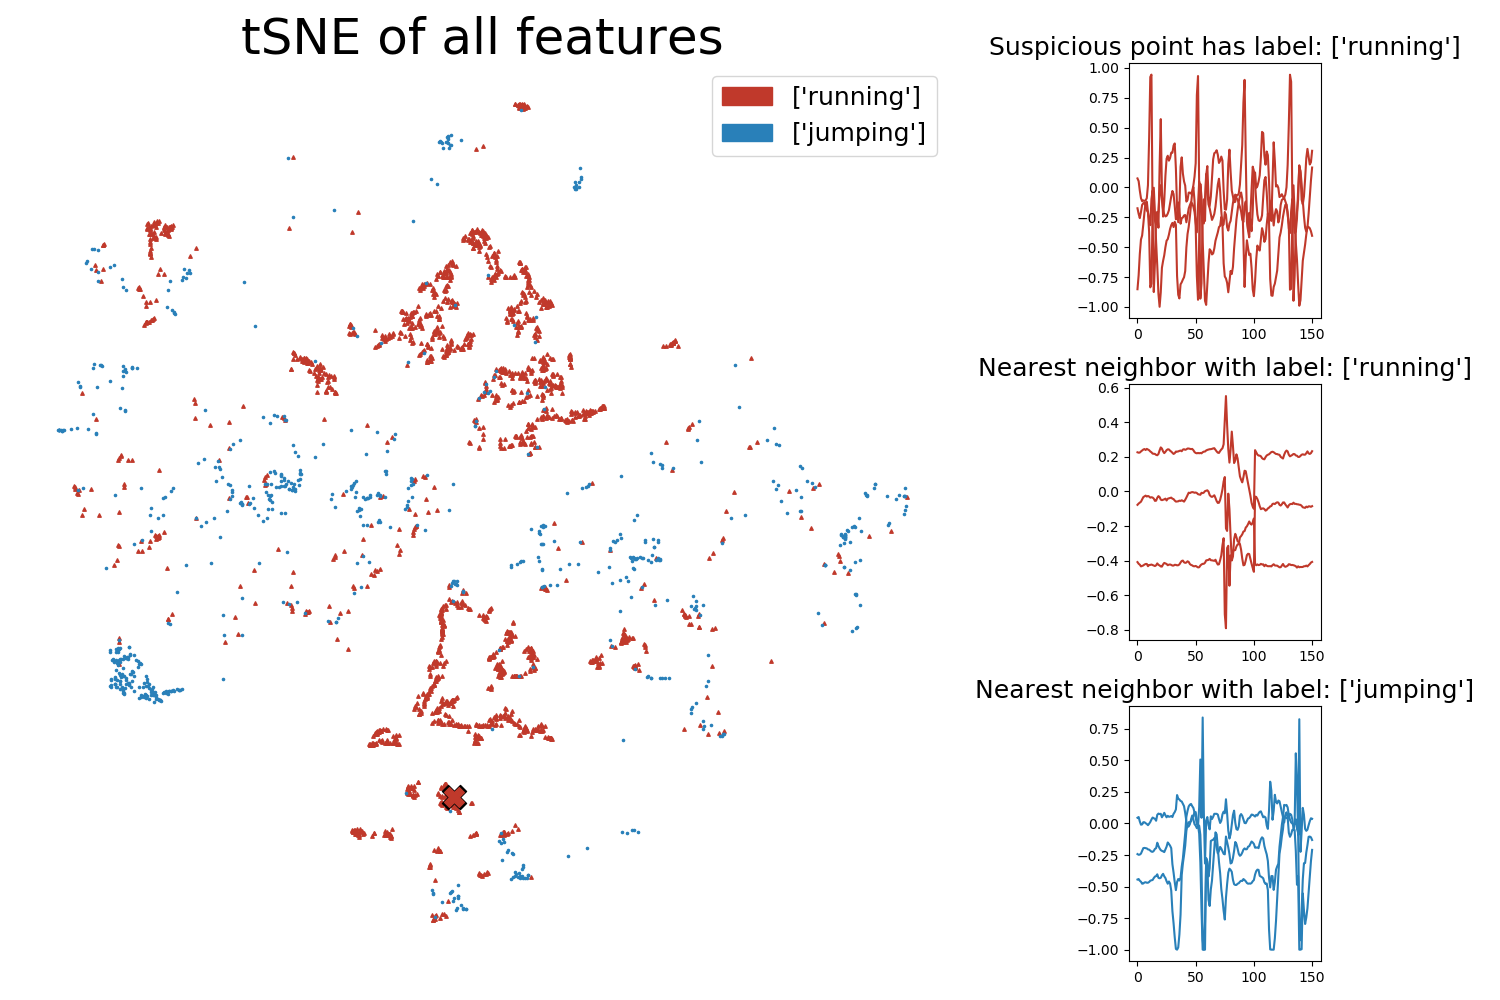 tSNE of all features
['running']
['jumping']
Suspicious point has label: ['running']
1.00
0.75
0.50
0.25
0.00
−0.25
−0.50
−0.75
−1.00
0 50 100 150
Nearest neighbor with label: ['running']
0.6
0.4
0.2
0.0
−0.2
−0.4
−0.6
−0.8
0 50 100 150
Nearest neighbor with label: ['jumping']
0.75
0.50
0.25
0.00
−0.25
−0.50
−0.75
−1.00
0 50 100 150